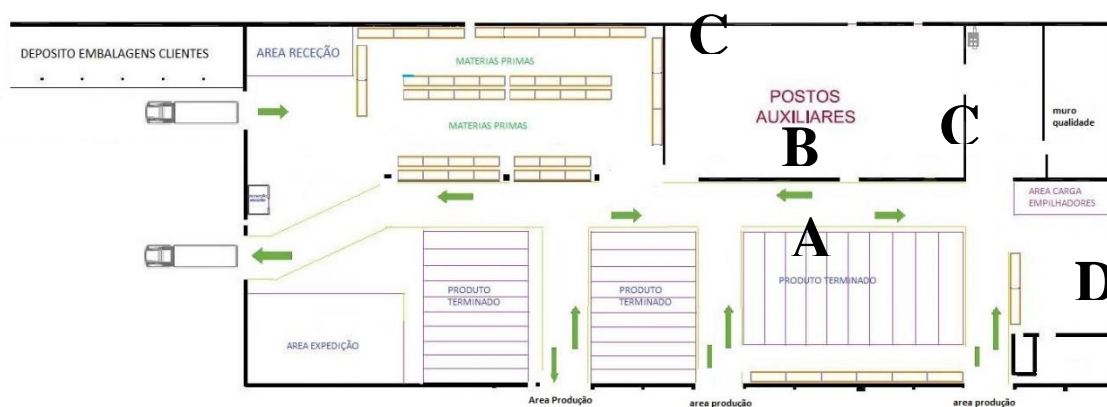 DEPOSITO EMBALAGENS CLIENTES
AREA RECEÇÃO
MATERIAS PRIMAS
MATERIAS PRIMAS
C
POSTOS
AUXILIARES
B
C
muro
qualidade
AREA CARGA
EMPILHADORES
A
D
PRODUTO
TERMINADO
PRODUTO
TERMINADO
PRODUTO TERMINADO
AREA EXPEDIÇÃO
Area Produção
area produção
area produção